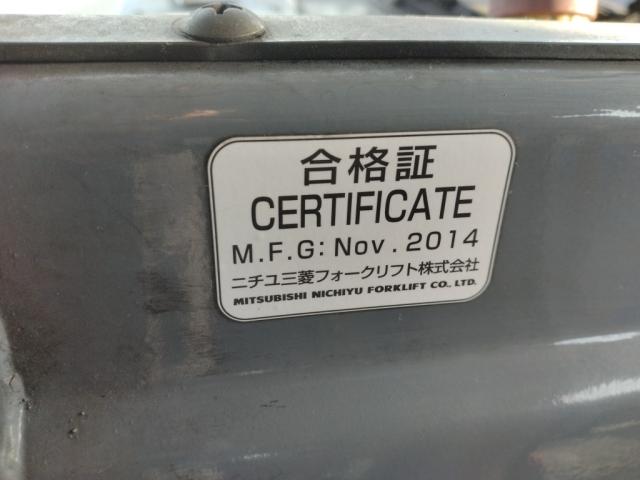 合格証
CERTIFICATE
M.F.G: Nov. 2014
ニチユ三菱フォークリフト株式会社
MITSUBISHI NICHIYU FORKLIFT CO., LTD.